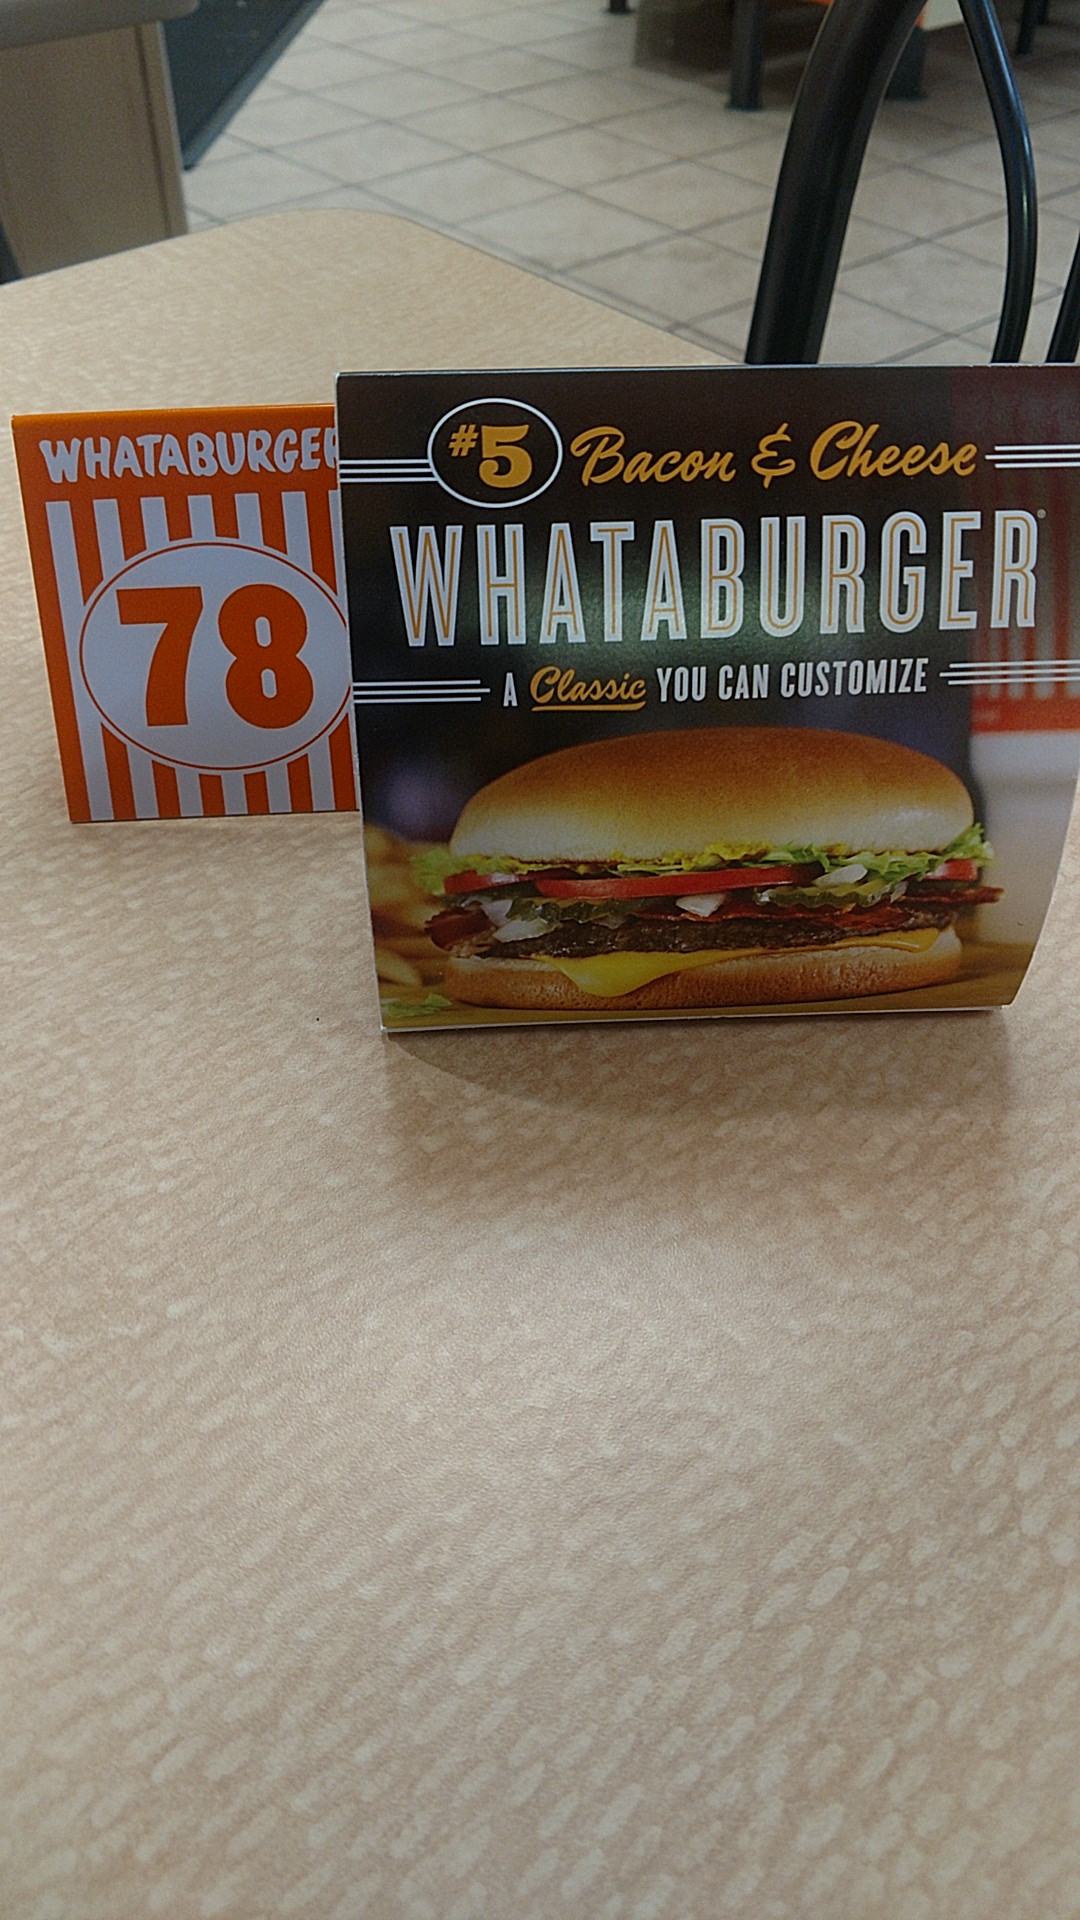 WHATABURGER
78
#5 Bacon & Cheese
WHATABURGER®
A Classic YOU CAN CUSTOMIZE